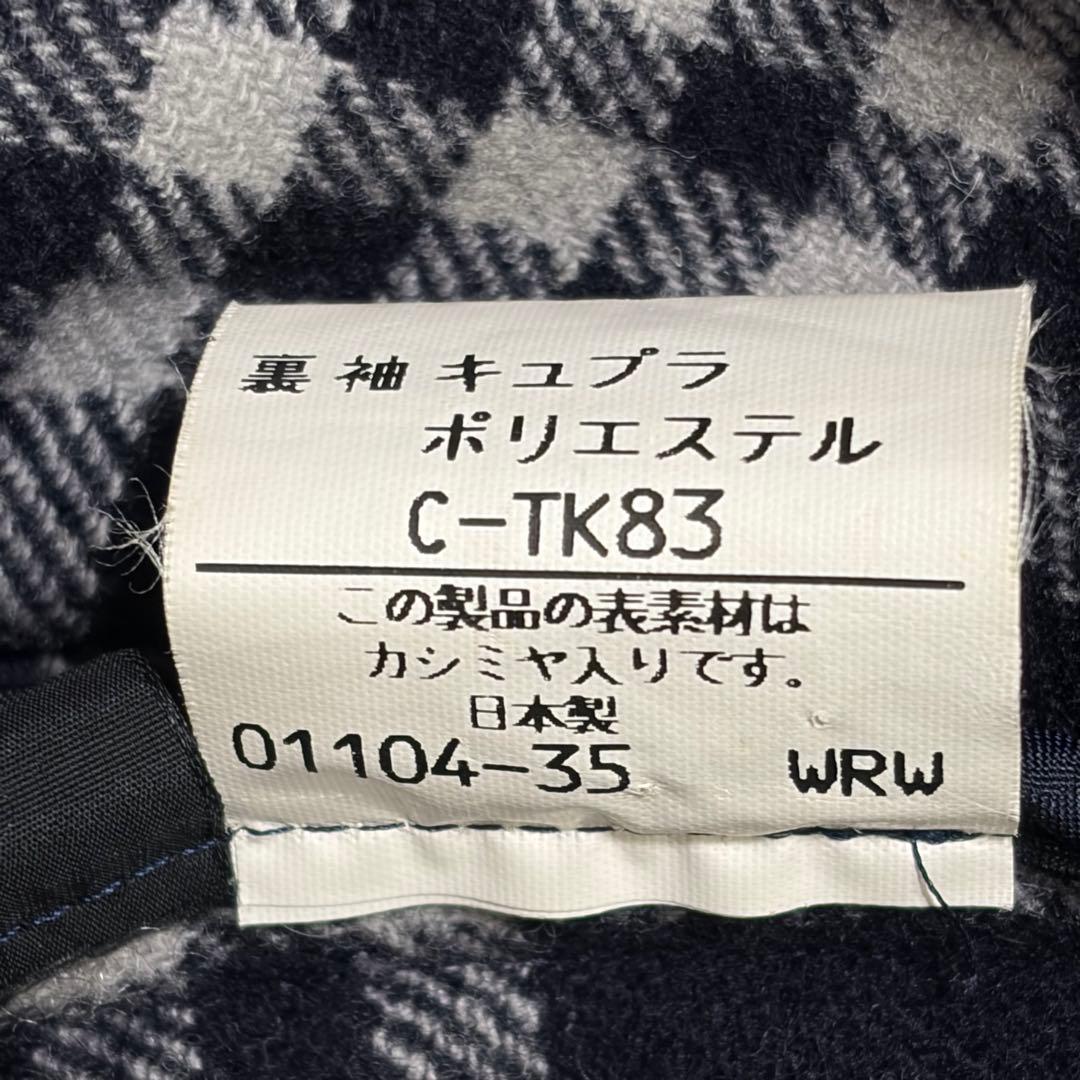 裏 袖 キュプラ
ポリエステル
C-TK83
この製品の表素材は
カシミヤ入りです。
日本製
01104-35 WRW